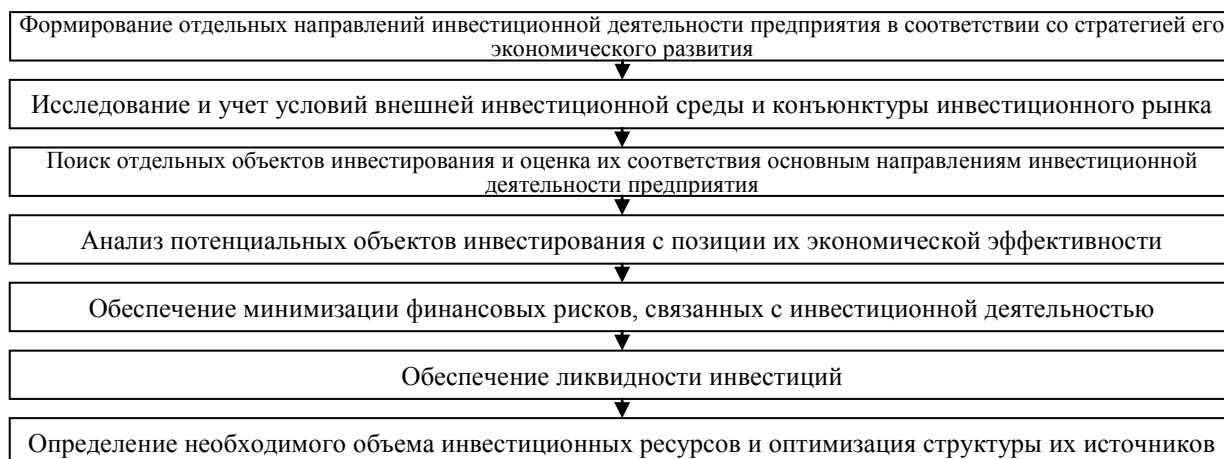 Формирование отдельных направлений инвестиционной деятельности предприятия в соответствии со стратегией его
экономического развития
Исследование и учет условий внешней инвестиционной среды и конъюнктуры инвестиционного рынка
Поиск отдельных объектов инвестирования и оценка их соответствия основным направлениям инвестиционной
деятельности предприятия
Анализ потенциальных объектов инвестирования с позиции их экономической эффективности
Обеспечение минимизации финансовых рисков, связанных с инвестиционной деятельностью
Обеспечение ликвидности инвестиций
Определение необходимого объема инвестиционных ресурсов и оптимизация структуры их источников